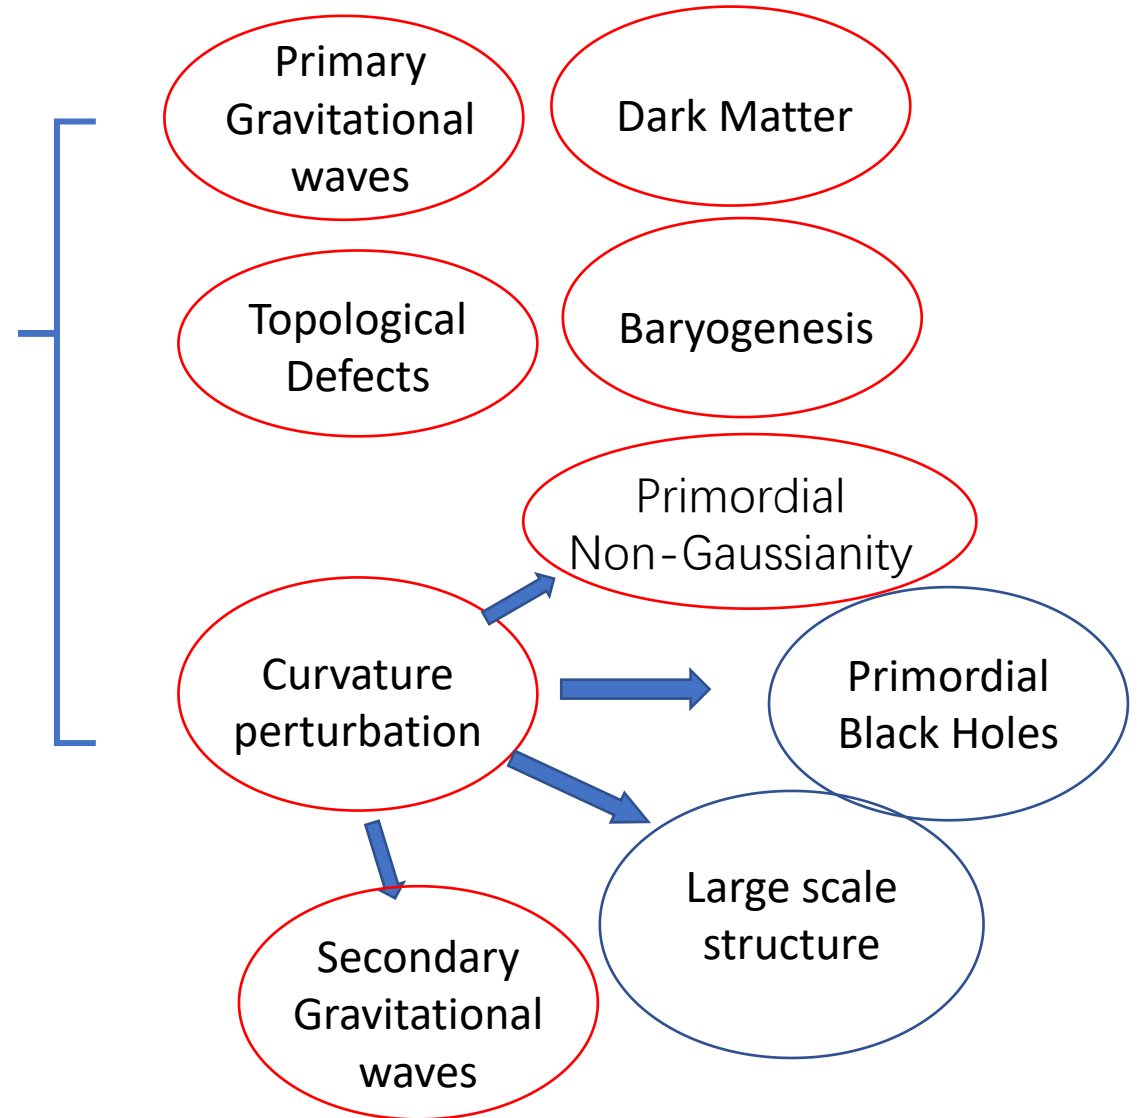 Primary
Gravitational
waves
Dark Matter
Topological
Defects
Baryogenesis
Primordial
Non-Gaussianity
Curvature
perturbation
Primordial
Black Holes
Large scale
structure
Secondary
Gravitational
waves